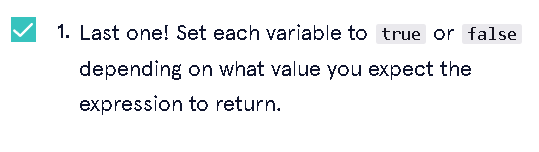 1. Last one! Set each variable to true or false
depending on what value you expect the
expression to return.